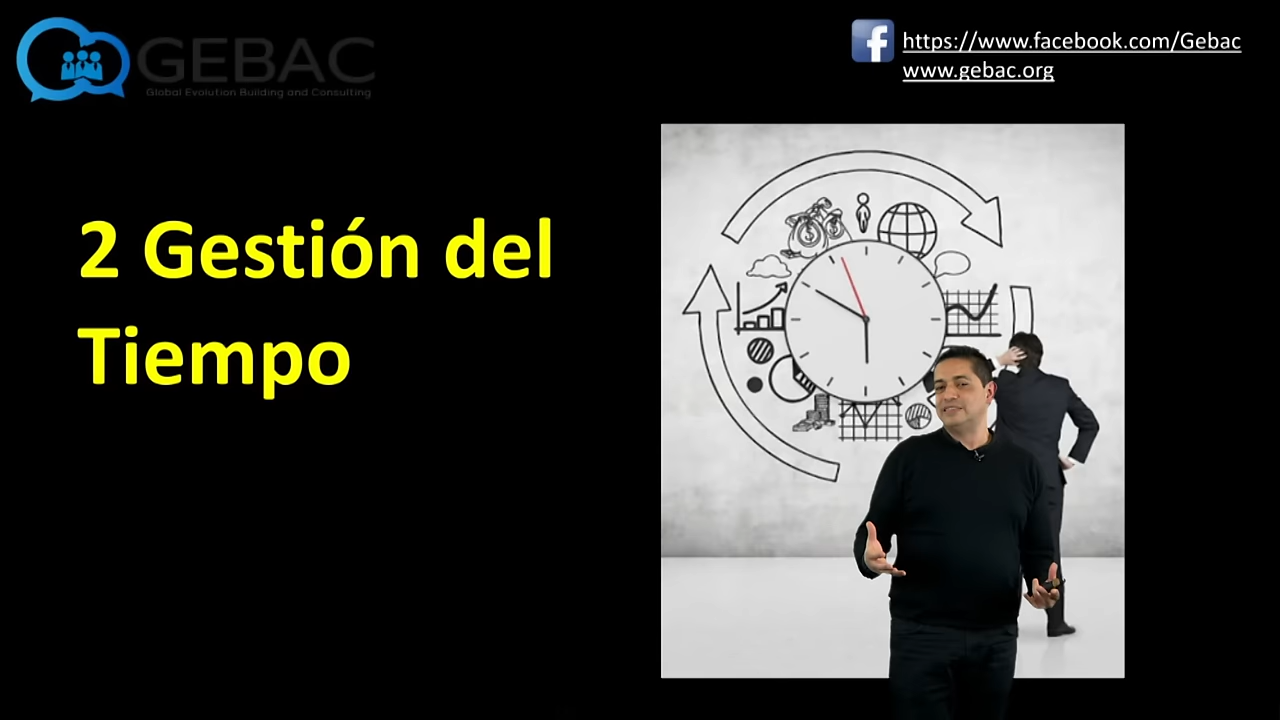 GEBAC
Global Evolution Building and Consulting
https://www.facebook.com/Gebac
www.gebac.org
2 Gestión del
Tiempo